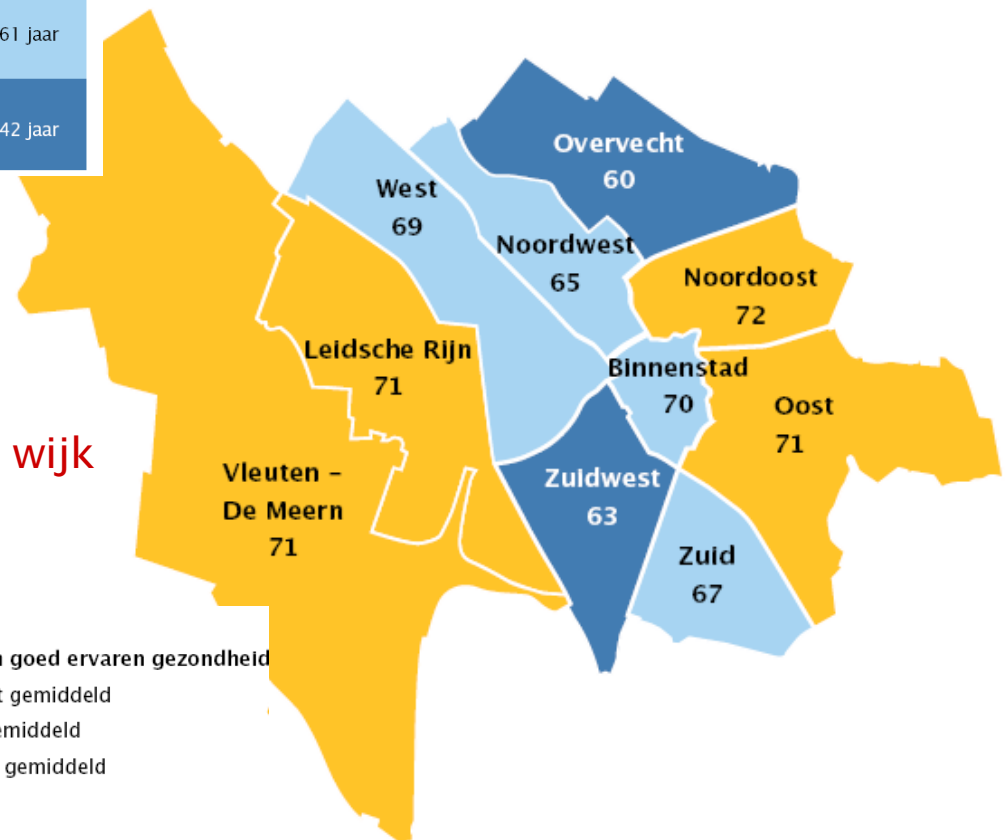 61 jaar
42 jaar
Overvecht
60
West
69
Noordwest
65
Noordoost
72
Leidsche Rijn
71
Binnenstad
70
Oost
71
wijk
Vleuten –
De Meern
71
Zuidwest
63
Zuid
67
goed ervaren gezondheid
gemiddeld
gemiddeld
gemiddeld